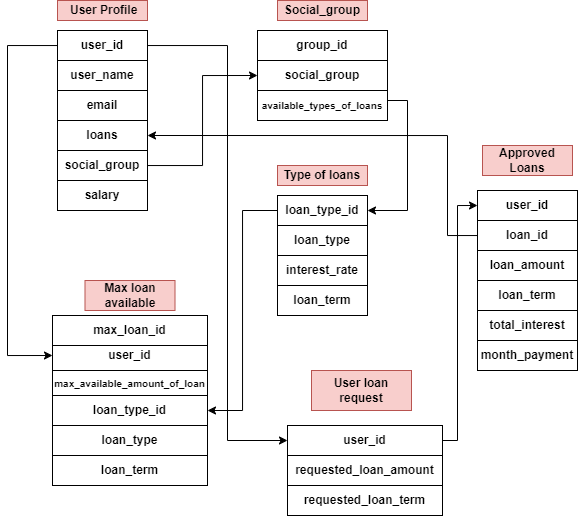 User Profile
user_id
user_name
email
loans
social_group
salary
Social_group
group_id
social_group
available_types_of_loans
Type of loans
loan_type_id
loan_type
interest_rate
loan_term
Approved
Loans
user_id
loan_id
loan_amount
loan_term
total_interest
month_payment
Max loan
available
max_loan_id
user_id
max_available_amount_of_loan
loan_type_id
loan_type
loan_term
User loan
request
user_id
requested_loan_amount
requested_loan_term